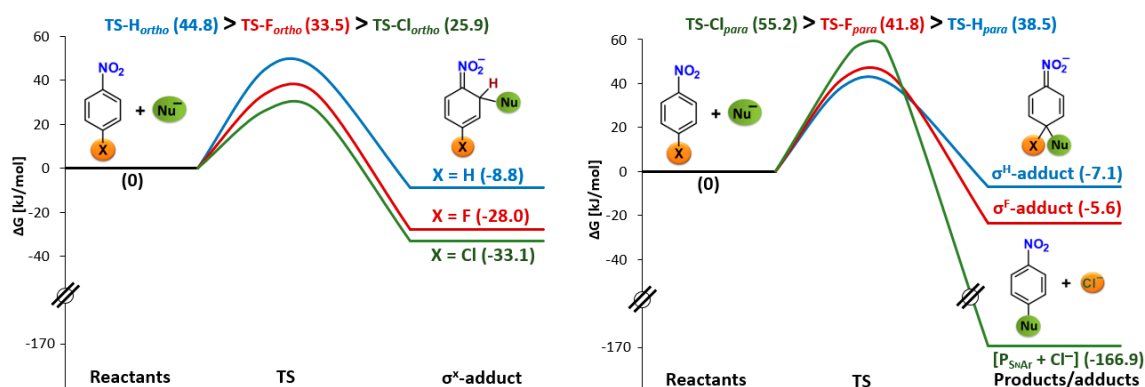 TS-Hortho (44.8) > TS-Fortho (33.5) > TS-Clortho (25.9)
60
40
20
0
-20
-40
-170
ΔG [kJ/mol]
NO2
X
+ Nu–
(0)
NO2–
H
Nu
X
X = H (-8.8)
X = F (-28.0)
X = Cl (-33.1)
Reactants TS σx-adduct
TS-Clpara (55.2) > TS-Fpara (41.8) > TS-Hpara (38.5)
60
40
20
0
-20
-40
-170
ΔG [kJ/mol]
NO2
X
+ Nu–
(0)
NO2–
X Nu
σH-adduct (-7.1)
σF-adduct (-5.6)
NO2
Nu
+ Cl–
[PSNAr + Cl–] (-166.9)
Reactants TS Products/adducts